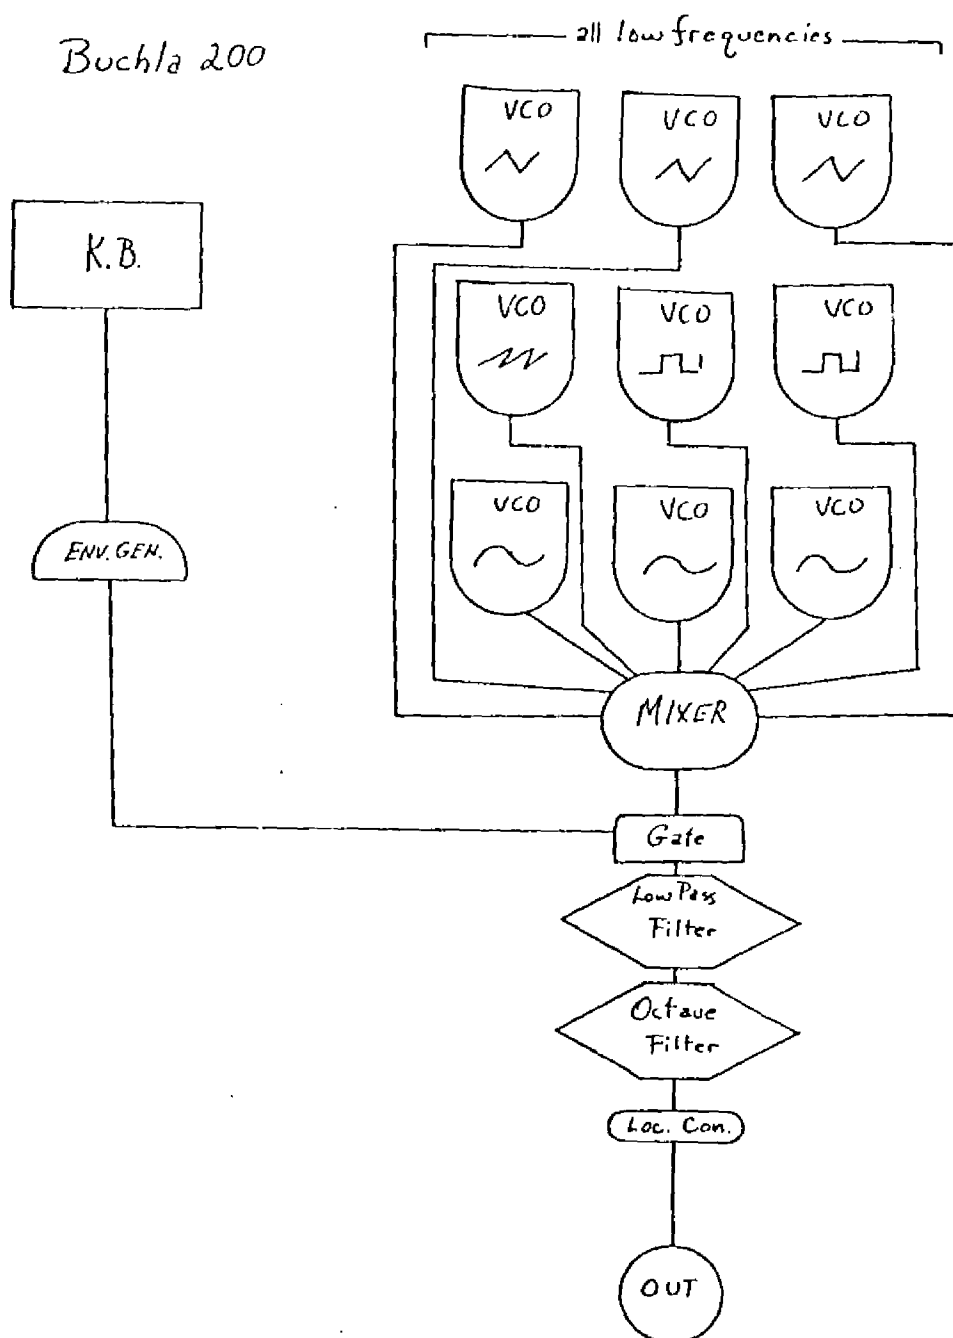 Buchla 200
all low frequencies
VCO
VCO
VCO
K.B.
VCO
VCO
VCO
VCO
VCO
VCO
ENV. GEN.
MIXER
Gate
Low Pass
Filter
Octave
Filter
Loc. Con.
OUT